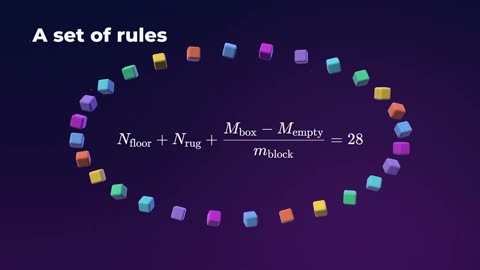 A set of rules
N_floor + N_rug + (M_box − M_empty)/m_block = 28